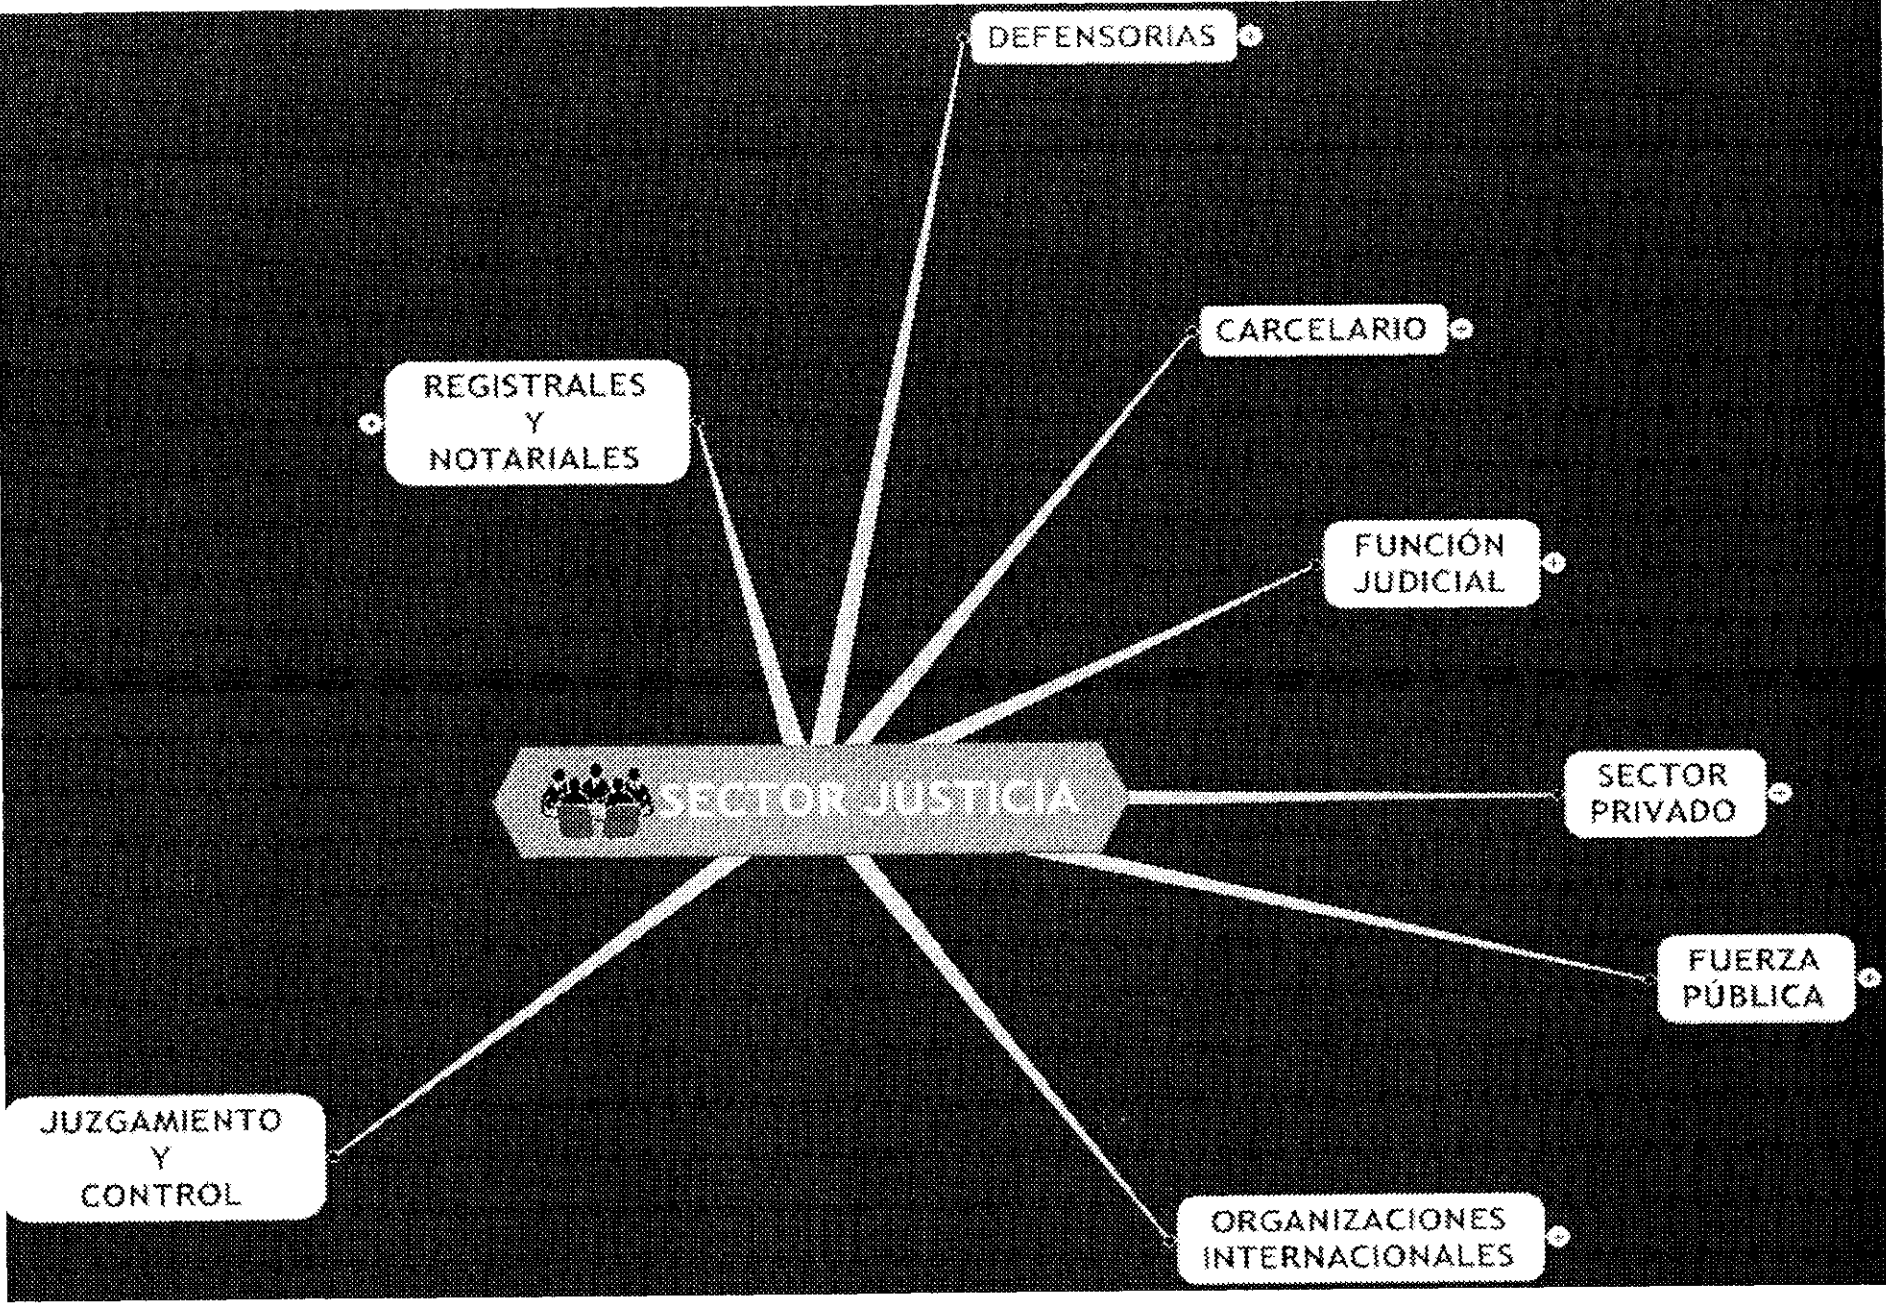 DEFENSORIAS
CARCELARIO
REGISTRALES
Y
NOTARIALES
FUNCIÓN
JUDICIAL
SECTOR JUSTICIA
SECTOR
PRIVADO
FUERZA
PÚBLICA
JUZGAMIENTO
Y
CONTROL
ORGANIZACIONES
INTERNACIONALES